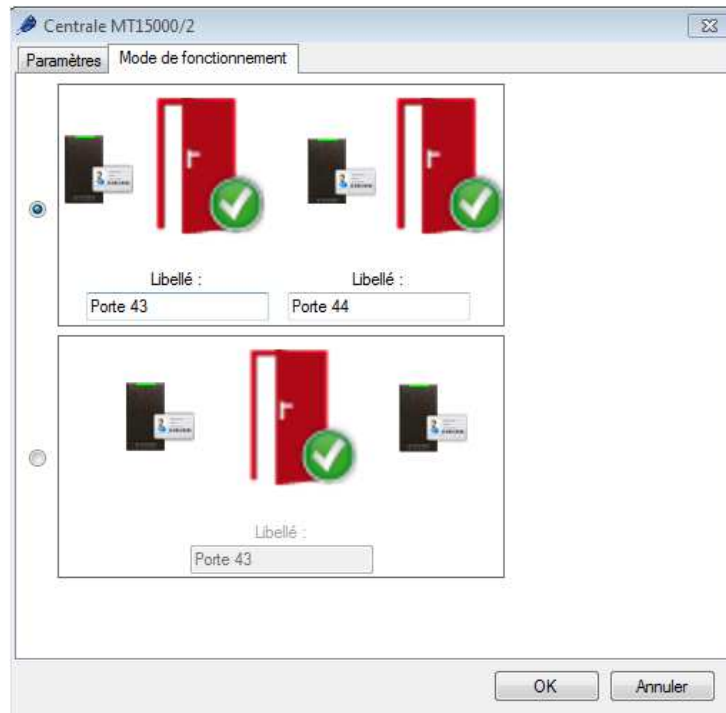 Centrale MT15000/2
Paramètres Mode de fonctionnement
Libellé : Libellé :
Porte 43 Porte 44
Libellé :
Porte 43
OK Annuler